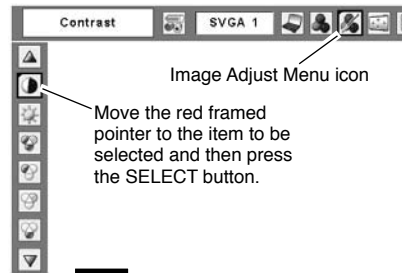 Contrast
SVGA 1
Image Adjust Menu icon
Move the red framed
pointer to the item to be
selected and then press
the SELECT button.